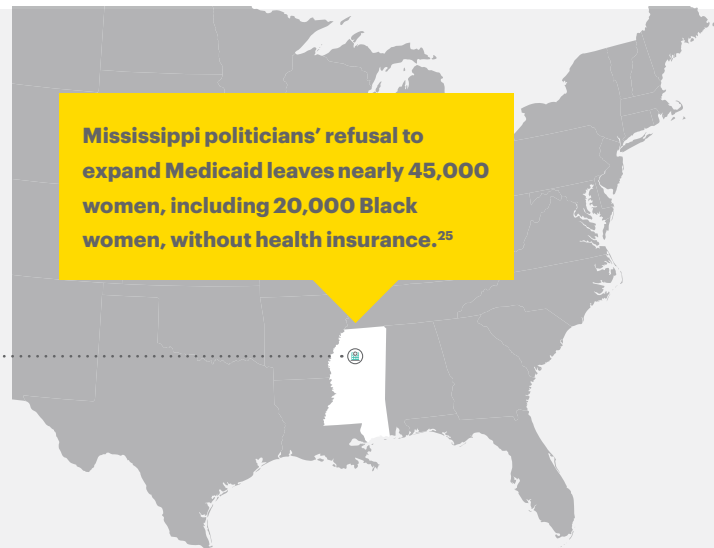 Mississippi politicians’ refusal to
expand Medicaid leaves nearly 45,000
women, including 20,000 Black
women, without health insurance.25